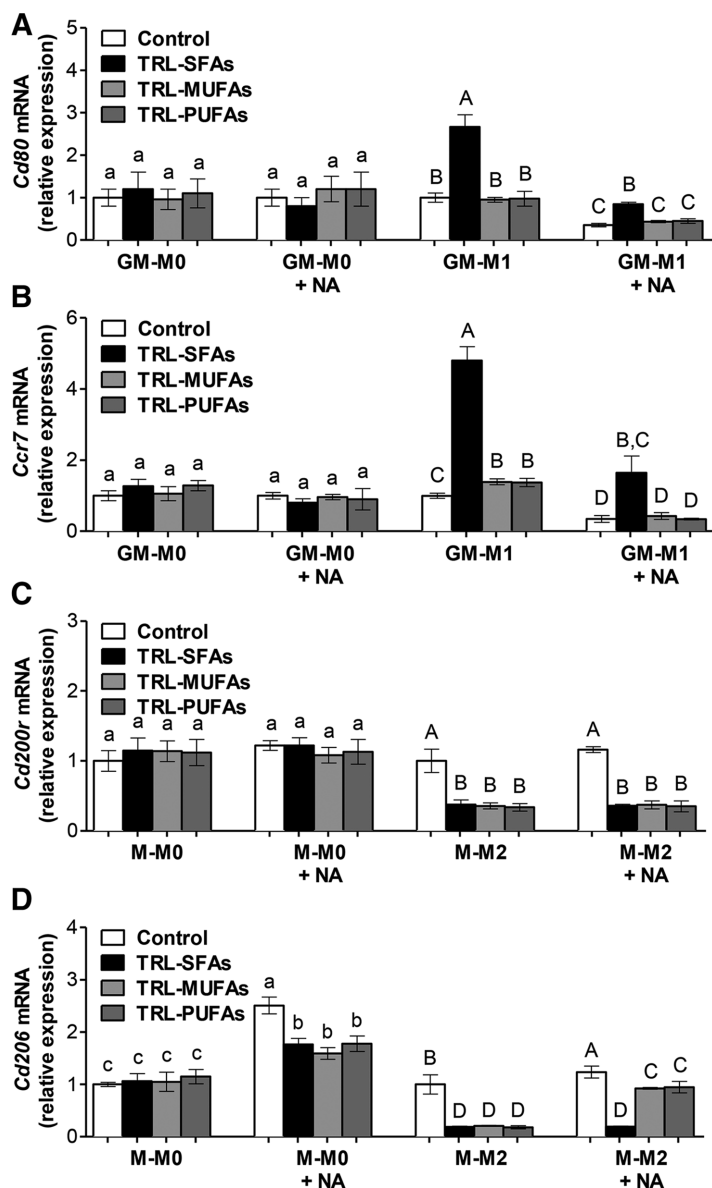 A
Cd80 mRNA
(relative expression)
5
4
3
2
1
0
Control
TRL-SFAs
TRL-MUFAs
TRL-PUFAs
a a a a
a a a a
B A B B
C B C C
GM-M0
GM-M0
+ NA
GM-M1
GM-M1
+ NA
B
Ccr7 mRNA
(relative expression)
6
4
2
0
Control
TRL-SFAs
TRL-MUFAs
TRL-PUFAs
a a a a
a a a a
C A B B
D B,C D D
GM-M0
GM-M0
+ NA
GM-M1
GM-M1
+ NA
C
Cd200r mRNA
(relative expression)
3
2
1
0
Control
TRL-SFAs
TRL-MUFAs
TRL-PUFAs
a a a a
a a a a
A B B B
A B B B
M-M0
M-M0
+ NA
M-M2
M-M2
+ NA
D
Cd206 mRNA
(relative expression)
4
3
2
1
0
Control
TRL-SFAs
TRL-MUFAs
TRL-PUFAs
c c c c
a b b b
B D D D
A D C C
M-M0
M-M0
+ NA
M-M2
M-M2
+ NA